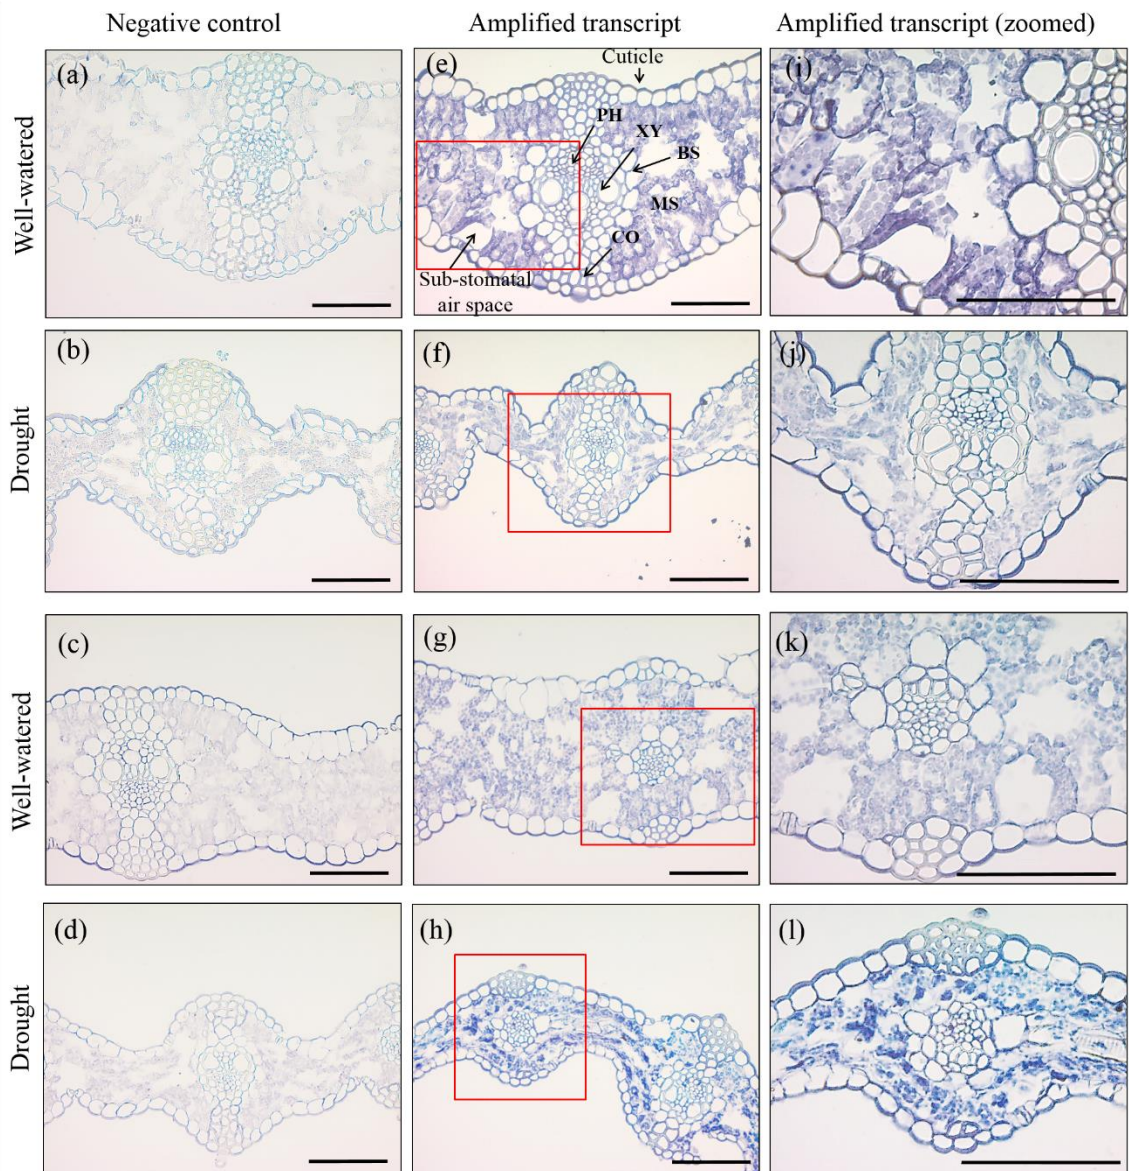 Negative control
Amplified transcript
Amplified transcript (zoomed)
Well-watered
(a)
(e)
Cuticle
PH
XY
BS
MS
CO
Sub-stomatal
air space
(i)
Drought
(b)
(f)
(j)
Well-watered
(c)
(g)
(k)
Drought
(d)
(h)
(l)